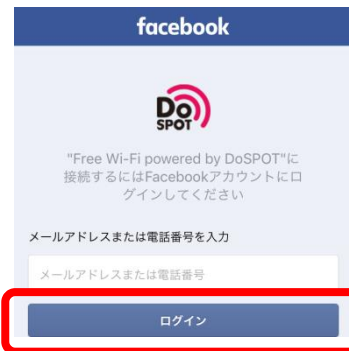 facebook
Do
SPOT
"Free Wi-Fi powered by DoSPOT"に
接続するにはFacebookアカウントにロ
グインしてください
メールアドレスまたは電話番号を入力
メールアドレスまたは電話番号
ログイン